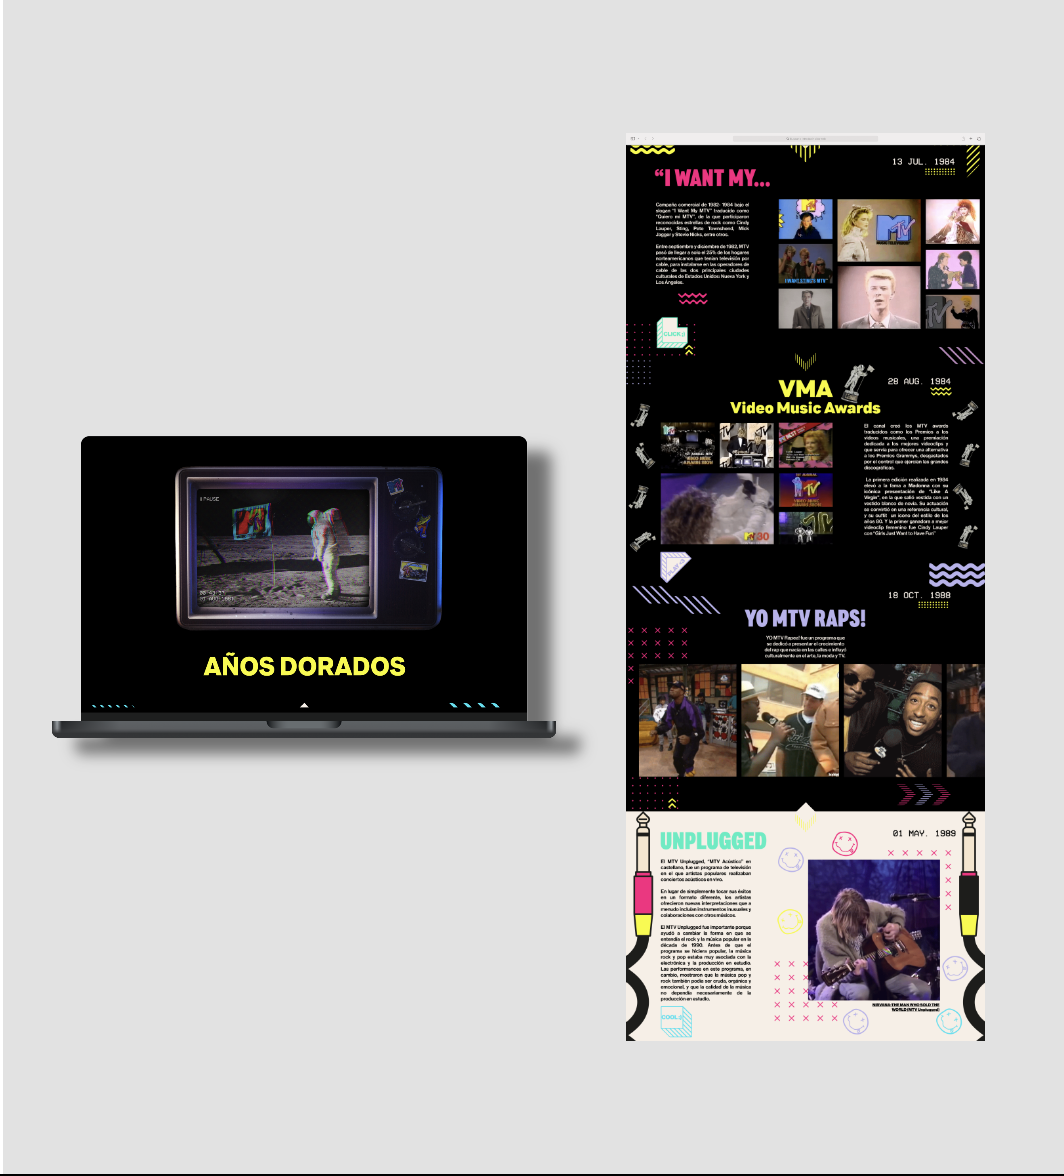 II PAUSE
AÑOS DORADOS
13 JUL. 1984
“I WANT MY...
Campaña comercial de 1982- 1984 bajo el
slogan “I Want My MTV” traducido como
“Quiero mi MTV”, de la que participaron
reconocidas estrellas de rock como Cindy
Lauper, Sting, Pete Townshend, Mick
Jagger y Stevie Nicks, entre otros.
Entre septiembre y diciembre de 1982, MTV
norteamericanos que tenían televisión por
cable, para instalarse en las operadores de
cable de las dos principales ciudades
culturales de Estados Unidos: Nueva York y
Los Angeles.
MTV
MUSIC TELEVISION
CLICK
28 AUG. 1984
VMA
Video Music Awards
El canal crea los MTV awards
traducidos como los Premios a los
videos musicales, una premiación
dedicada a los mejores videoclips y
que servía para ofrecer una alternativa
a los Premios Grammys, despectados
por el control que ejercían las grandes
discográficas.
La primera edición realizada en 1984
elevó a la fama a Madonna con su
icónica presentación de “Like A
Virgin”, en la que salió vestida con un
vestido blanco de novia. Su actuación
se convirtió en una referencia cultural,
y su outfit un ícono del estilo de los
años 80. Y la primer ganadora a mejor
videoclip femenino fue Cindy Lauper
con “Girls Just Want to Have Fun”
MTV
30
18 OCT. 1988
YO MTV RAPS!
YO MTV Rapss! fue un programa que
se dedicó a presentar el crecimiento
del rap que nacía en las calles e influyó
culturalmente en el arte, la moda y TV.
01 MAY. 1989
UNPLUGGED
El MTV Unplugged, “MTV Acústico” en
castellano, fue un programa de televisión
en el que artistas populares realizaban
conciertos acústicos en vivo.
En lugar de simplemente tocar sus éxitos
en un formato diferente, los artistas
ofrecieron nuevas interpretaciones que a
menudo incluían instrumentos inusuales y
colaboraciones con otros músicos.
El MTV Unplugged fue importante porque
ayudó a cambiar la forma en que se
entendía el rock y la música popular en la
década de 1990. Antes de que el
programa se hiciera popular, la música
rock y pop estaba muy asociada con la
electrónica y la producción en estudio.
Las performances en este programa, en
cambio, mostraron que la música pop y
rock también podía ser cruda, orgánica y
emocional, y que la calidad de la música
no dependía necesariamente de la
producción en estudio.
NIRVANA-THE MAN WHO SOLD THE
WORLD (MTV Unplugged)
COOL